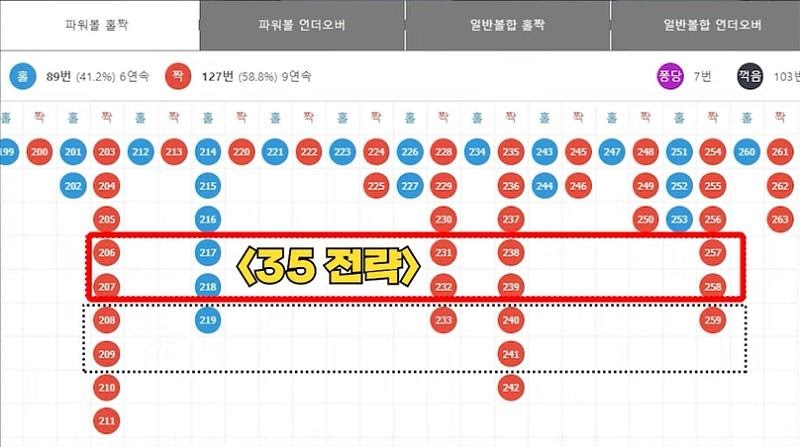 파워볼 홀짝 파워볼 언더오버 일반볼합 홀짝 일반볼합 언더오버
홀 89번 (41.2%) 6연속 짝 127번 (58.8%) 9연속 퐁당 7번 꺽음 103번
홀 짝 홀 짝 홀 짝 홀 짝 홀 짝 홀 짝 홀 짝 홀 짝 홀 짝 홀 짝 홀 짝 홀 짝
199 200 201 203 212 213 214 220 221 222 223 224 226 228 234 235 243 245 247 248 251 254 260 261
202 204 215 225 227 229 236 244 246 249 252 255 262
205 216 230 237 250 253 256 263
206 217 231 238 257
<35 전략>
207 218 232 239 258
208 219 233 240 259
209 241
210 242
211